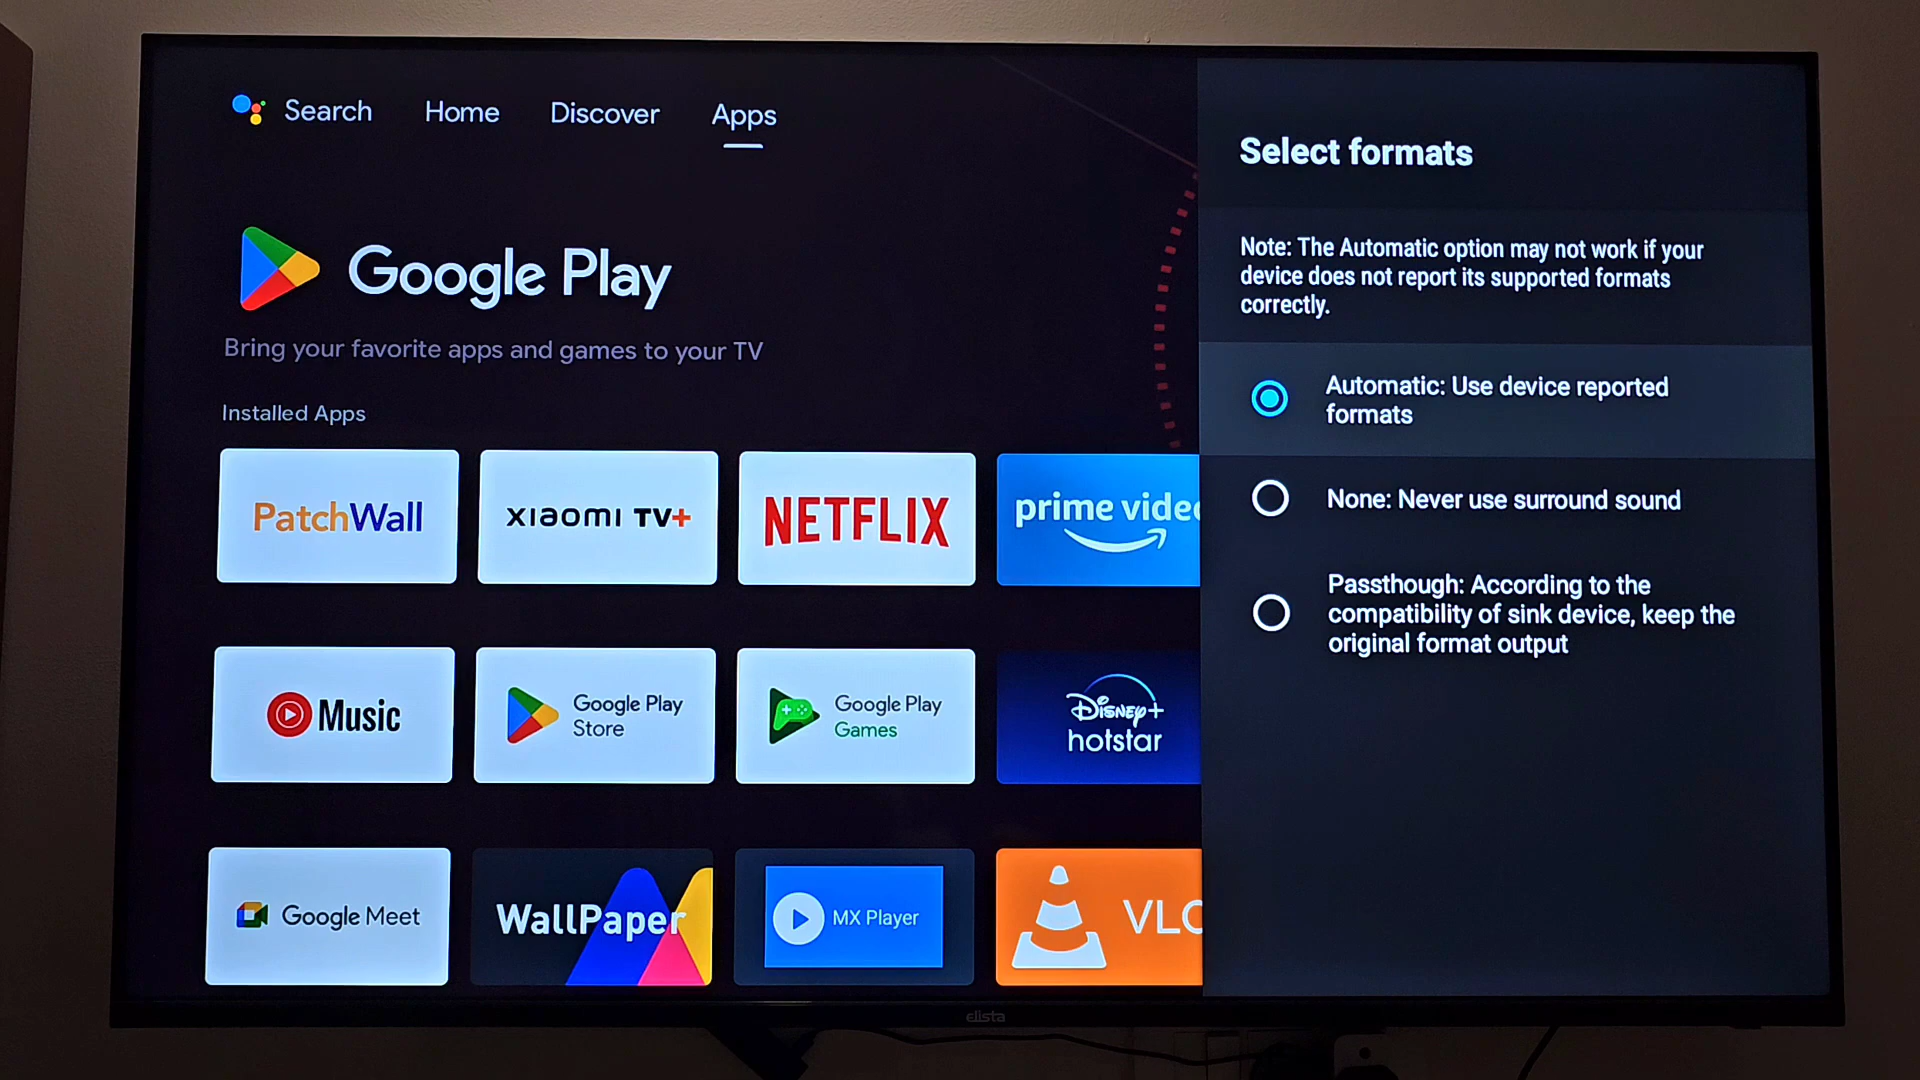 Search Home Discover Apps
Google Play
Bring your favorite apps and games to your TV
Installed Apps
PatchWall
xiaomi TV+
NETFLIX
prime video
Music
Google Play
Store
Google Play
Games
Disney+
hotstar
Google Meet
WallPaper
MX Player
VLC
Select formats
Note: The Automatic option may not work if your
device does not report its supported formats
correctly.
Automatic: Use device reported
formats
None: Never use surround sound
Passthough: According to the
compatibility of sink device, keep the
original format output
elista